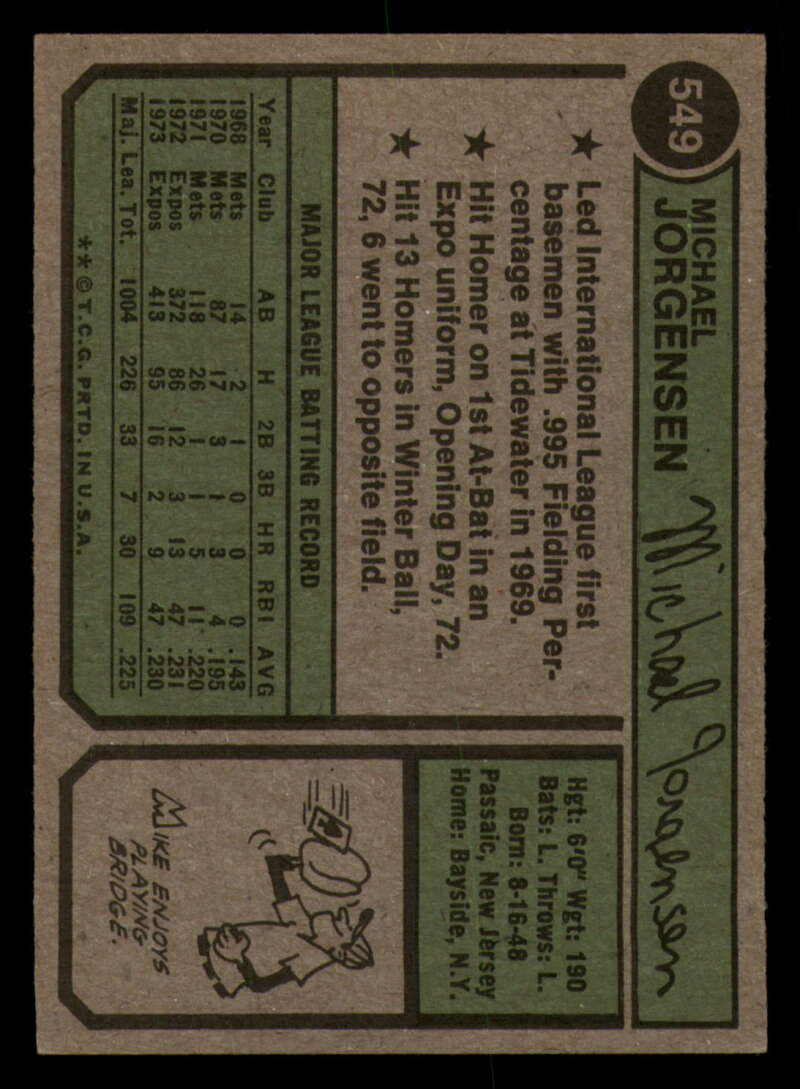 549
MICHAEL
JORGENSEN
Michael Jorgensen
★ Led International League first
basemen with .995 Fielding Per-
centage at Tidewater in 1969.
★ Hit Homer on 1st At-Bat in an
Expo uniform, Opening Day, 72.
★ Hit 13 Homers in Winter Ball,
72, 6 went to opposite field.
MAJOR LEAGUE BATTING RECORD
Year Club AB H 2B 3B HR RBI AVG
1968 Mets 14 2 1 0 0 0 .143
1970 Mets 87 17 3 1 3 4 .195
1971 Mets 118 26 1 1 5 11 .220
1972 Expos 372 86 12 3 13 47 .231
1973 Expos 413 95 16 2 9 47 .230
Maj. Lea. Tot. 1004 226 33 7 30 109 .225
**© T.C.G. PRTD. IN U.S.A.
Hgt: 6'0" Wgt: 190
Bats: L. Throws: L.
Born: 8-16-48
Passaic, New Jersey
Home: Bayside, N.Y.
MIKE ENJOYS
PLAYING
BRIDGE.